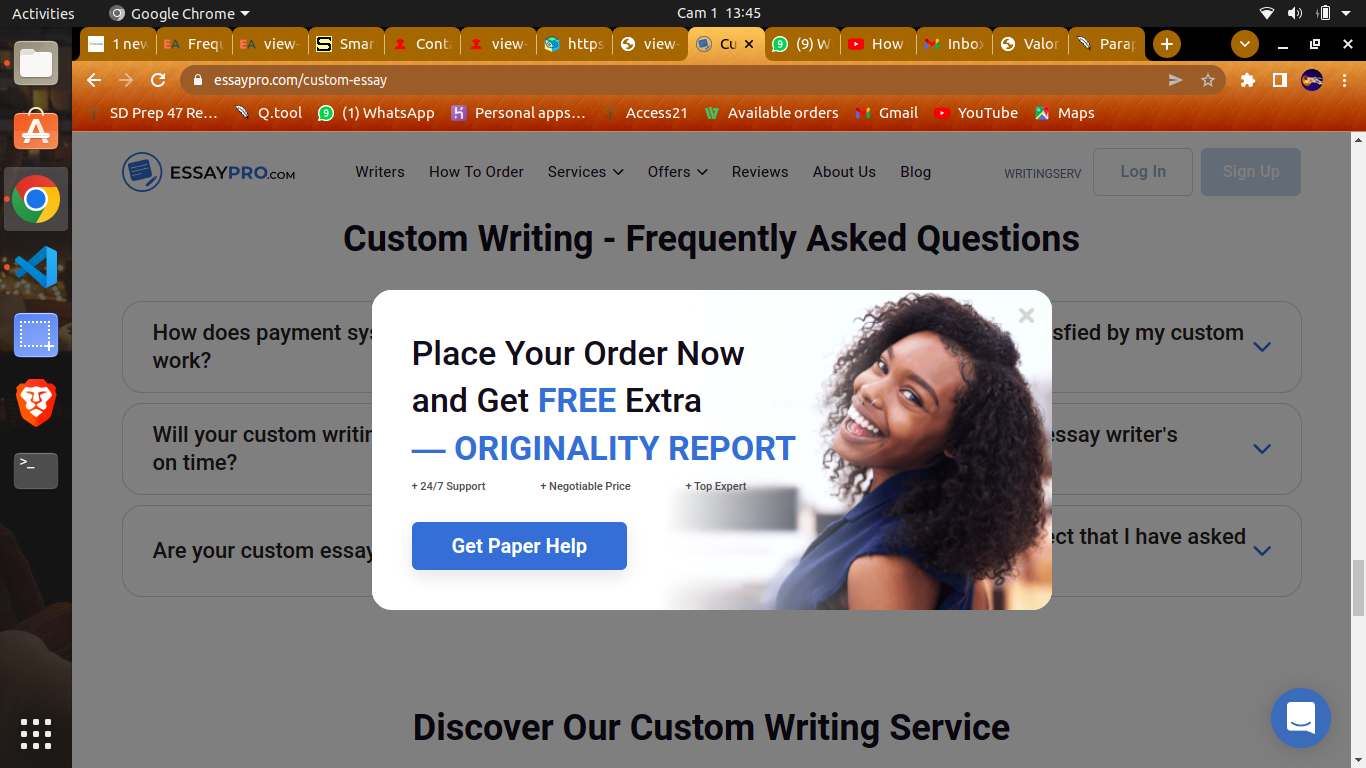 Activities
Google Chrome
Cam 1 13:45
1 new
Frequ
view-
Smar
Conta
view-
https
view-
Cu
(9) W
How
Inbox
Valor
Parap
essaypro.com/custom-essay
SD Prep 47 Re…
Q.tool
(1) WhatsApp
Personal apps…
Access21
Available orders
Gmail
YouTube
Maps
ESSAYPRO.COM
Writers
How To Order
Services
Offers
Reviews
About Us
Blog
WRITINGSERV
Log In
Sign Up
Custom Writing - Frequently Asked Questions
How does payment sys
work?
sfied by my custom
Will your custom writin
on time?
essay writer's
Are your custom essay
ect that I have asked
Place Your Order Now
and Get FREE Extra
— ORIGINALITY REPORT
+ 24/7 Support
+ Negotiable Price
+ Top Expert
Get Paper Help
Discover Our Custom Writing Service